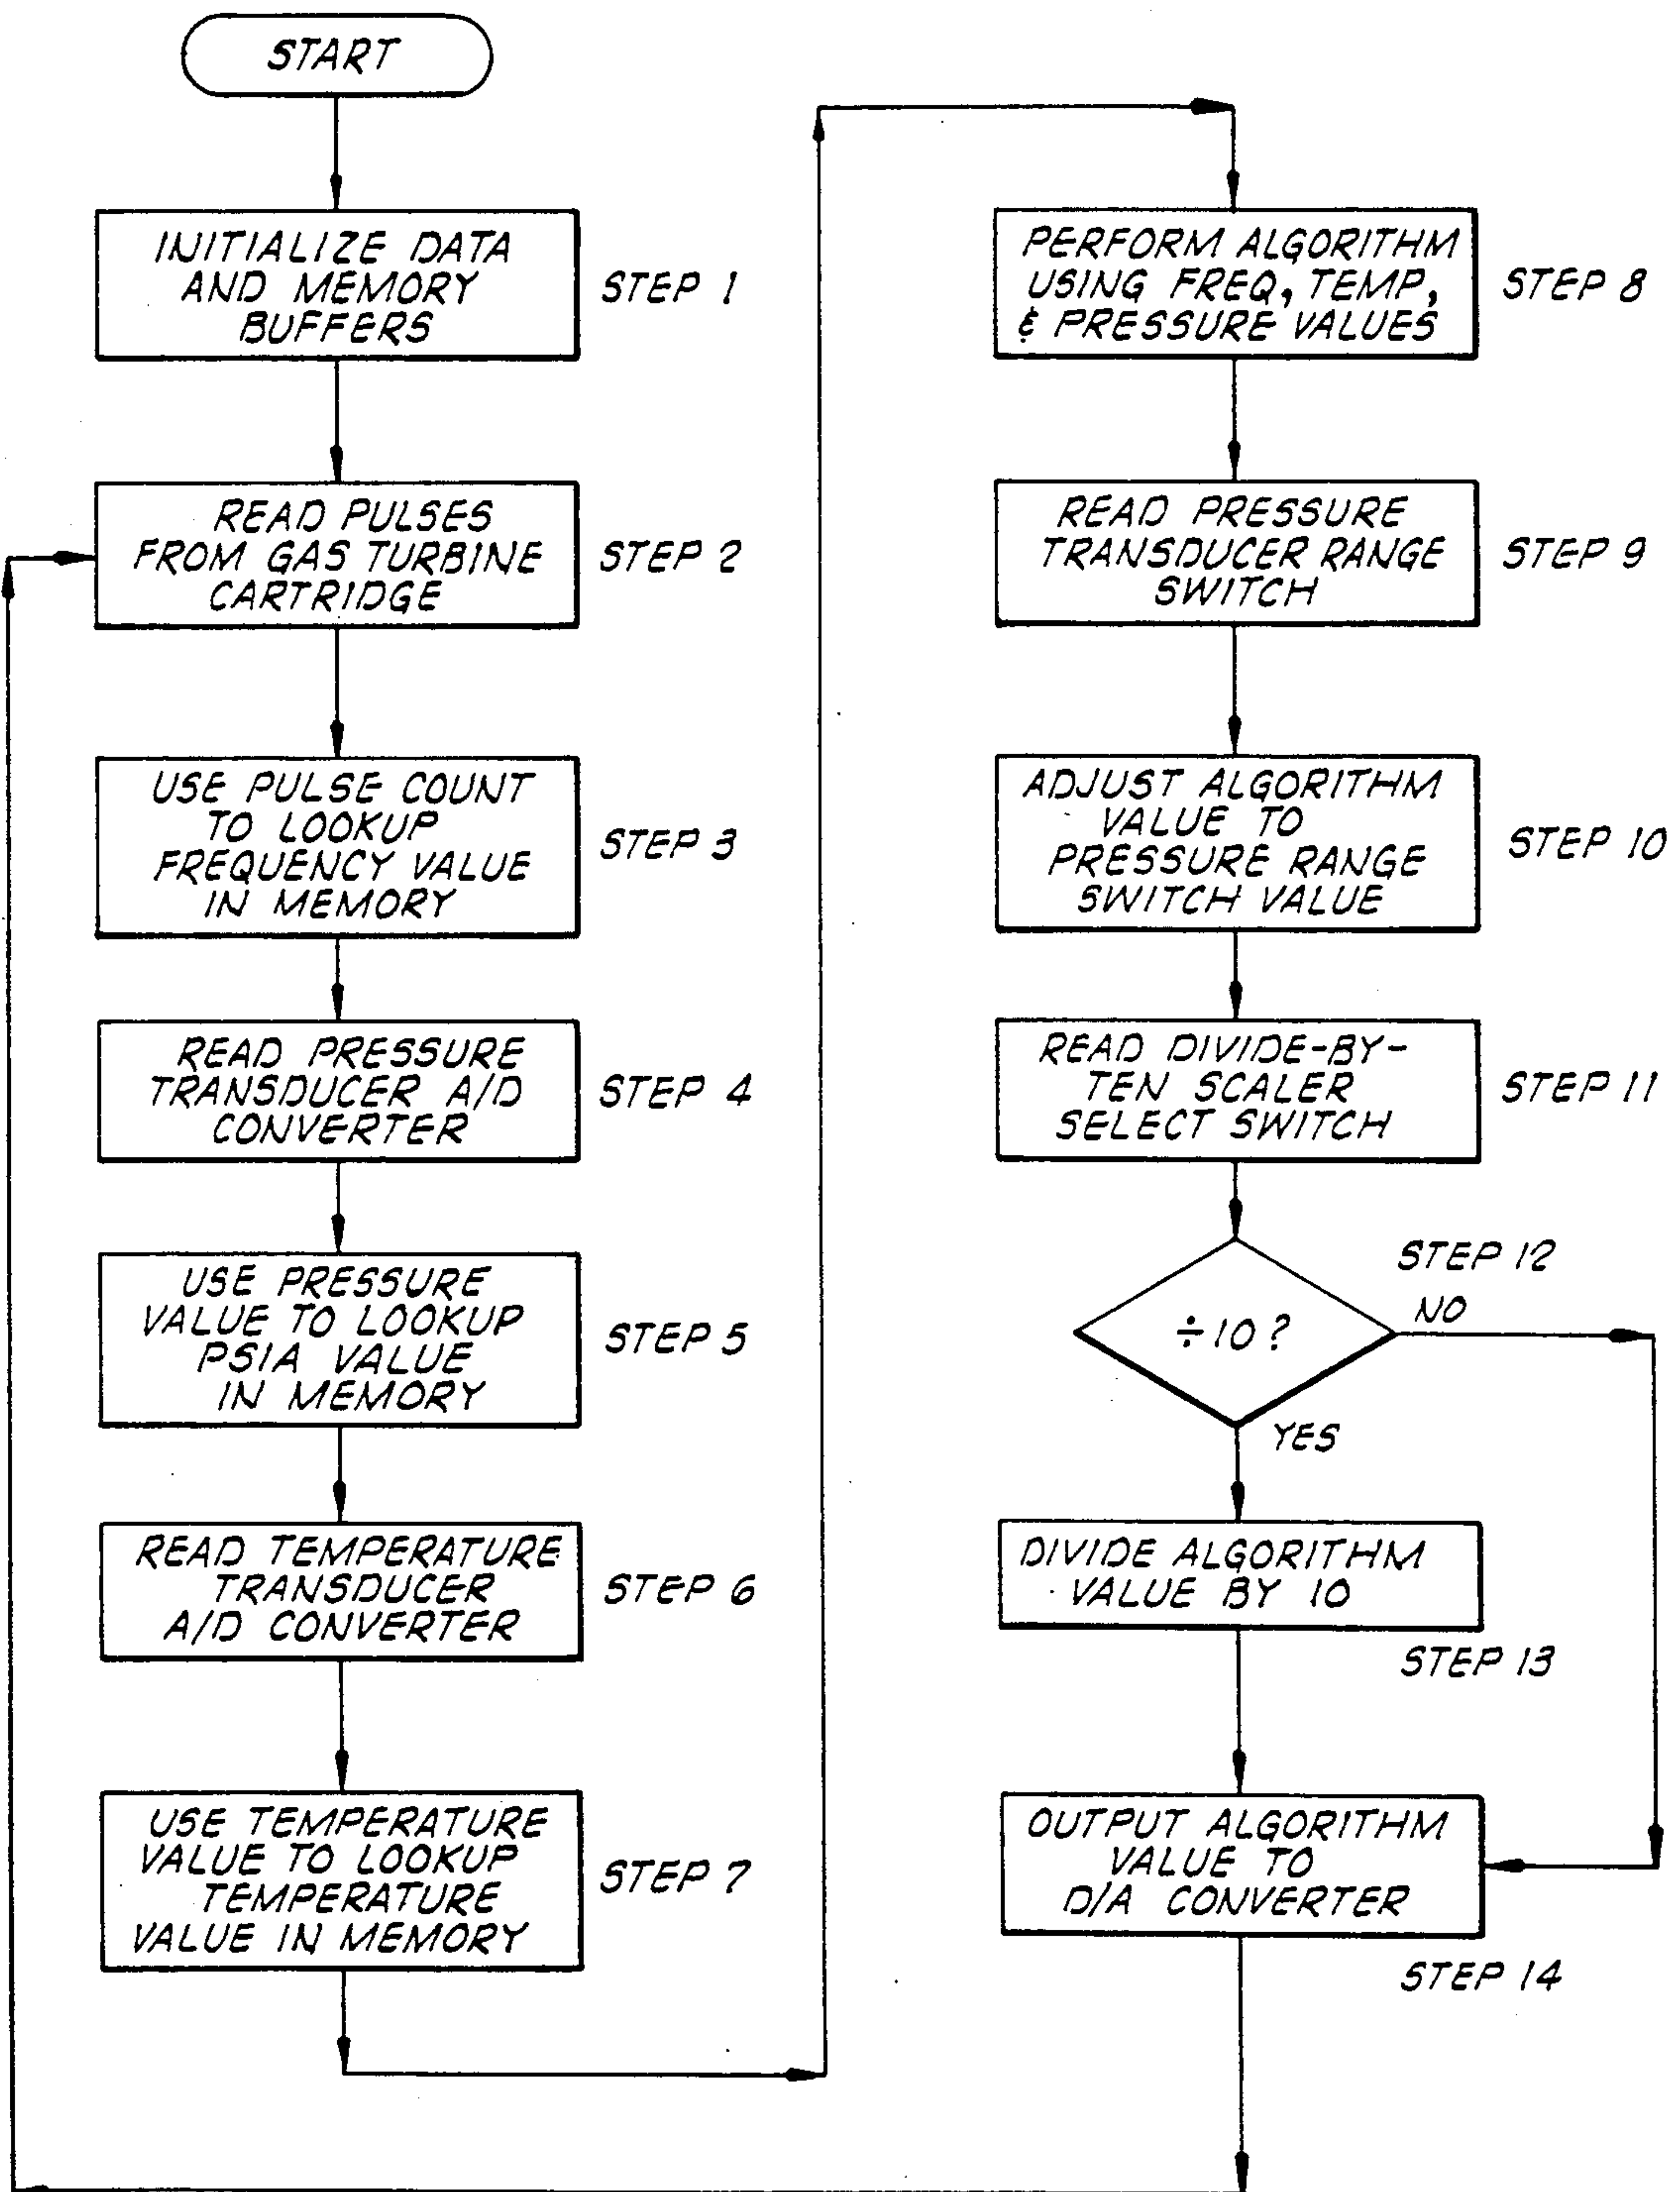 START
INITIALIZE DATA
AND MEMORY
BUFFERS
STEP 1
READ PULSES
FROM GAS TURBINE
CARTRIDGE
STEP 2
USE PULSE COUNT
TO LOOKUP
FREQUENCY VALUE
IN MEMORY
STEP 3
READ PRESSURE
TRANSDUCER A/D
CONVERTER
STEP 4
USE PRESSURE
VALUE TO LOOKUP
PSIA VALUE
IN MEMORY
STEP 5
READ TEMPERATURE
TRANSDUCER
A/D CONVERTER
STEP 6
USE TEMPERATURE
VALUE TO LOOKUP
TEMPERATURE
VALUE IN MEMORY
STEP 7
PERFORM ALGORITHM
USING FREQ, TEMP,
& PRESSURE VALUES
STEP 8
READ PRESSURE
TRANSDUCER RANGE
SWITCH
STEP 9
ADJUST ALGORITHM
VALUE TO
PRESSURE RANGE
SWITCH VALUE
STEP 10
READ DIVIDE-BY-
TEN SCALER
SELECT SWITCH
STEP 11
STEP 12
NO
÷10?
YES
DIVIDE ALGORITHM
VALUE BY 10
STEP 13
OUTPUT ALGORITHM
VALUE TO
D/A CONVERTER
STEP 14